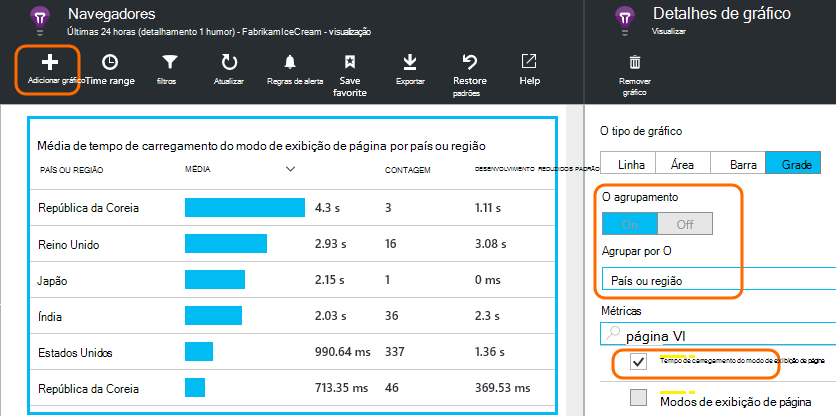 Navegadores
Últimas 24 horas (detalhamento 1 humor) - FabrikamIceCream - visualização
Adicionar gráfico
Time range
filtros
Atualizar
Regras de alerta
Save
favorite
Exportar
Restore
padrões
Help
Média de tempo de carregamento do modo de exibição de página por país ou região
PAÍS OU REGIÃO MÉDIA CONTAGEM DESENVOLVIMENTO REDUZIDOS PADRÃO
República da Coreia 4.3 s 3 1.11 s
Reino Unido 2.93 s 16 3.08 s
Japão 2.15 s 1 0 ms
Índia 2.03 s 36 2.3 s
Estados Unidos 990.64 ms 337 1.36 s
República da Coreia 713.35 ms 46 369.53 ms
Detalhes de gráfico
Visualizar
Remover
gráfico
O tipo de gráfico
Linha Área Barra Grade
O agrupamento
On Off
Agrupar por O
País ou região
Métricas
página VI
Tempo de carregamento do modo de exibição de página
Modos de exibição de página